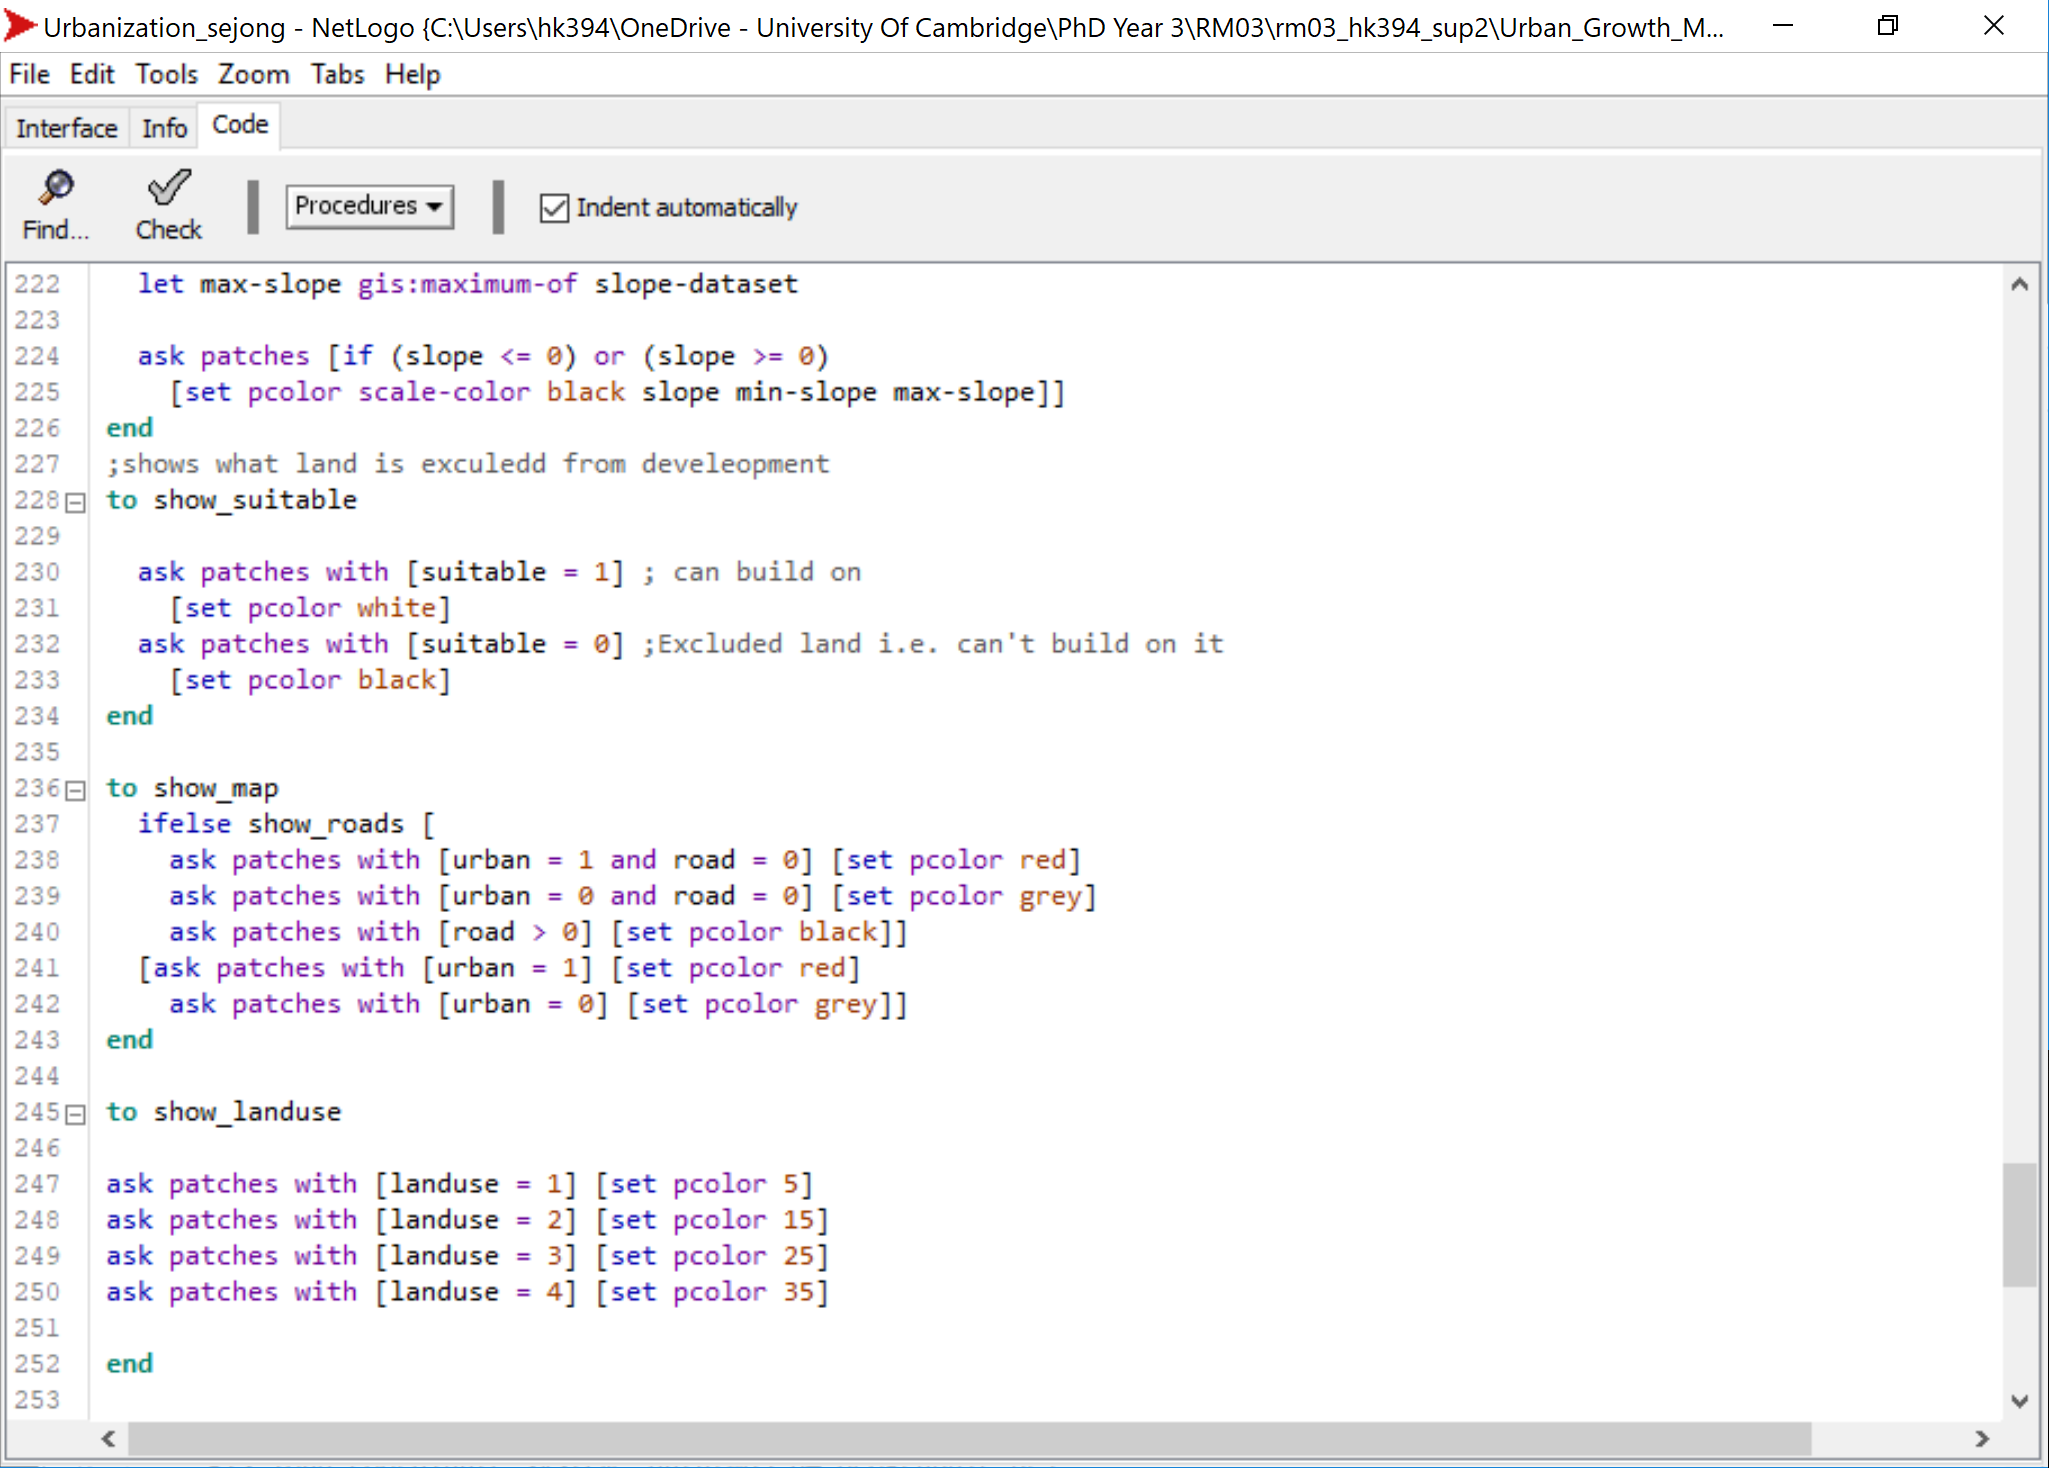 Urbanization_sejong - NetLogo {C:\Users\hk394\OneDrive - University Of Cambridge\PhD Year 3\RM03\rm03_hk394_sup2\Urban_Growth_M...
File Edit Tools Zoom Tabs Help
Interface Info Code
Find... Check Procedures Indent automatically
222 let max-slope gis:maximum-of slope-dataset
223
224 ask patches [if (slope <= 0) or (slope >= 0)
225 [set pcolor scale-color black slope min-slope max-slope]]
226 end
227 ;shows what land is exculedd from develeopment
228 to show_suitable
229
230 ask patches with [suitable = 1] ; can build on
231 [set pcolor white]
232 ask patches with [suitable = 0] ;Excluded land i.e. can't build on it
233 [set pcolor black]
234 end
235
236 to show_map
237 ifelse show_roads [
238 ask patches with [urban = 1 and road = 0] [set pcolor red]
239 ask patches with [urban = 0 and road = 0] [set pcolor grey]
240 ask patches with [road > 0] [set pcolor black]]
241 [ask patches with [urban = 1] [set pcolor red]
242 ask patches with [urban = 0] [set pcolor grey]]
243 end
244
245 to show_landuse
246
247 ask patches with [landuse = 1] [set pcolor 5]
248 ask patches with [landuse = 2] [set pcolor 15]
249 ask patches with [landuse = 3] [set pcolor 25]
250 ask patches with [landuse = 4] [set pcolor 35]
251
252 end
253